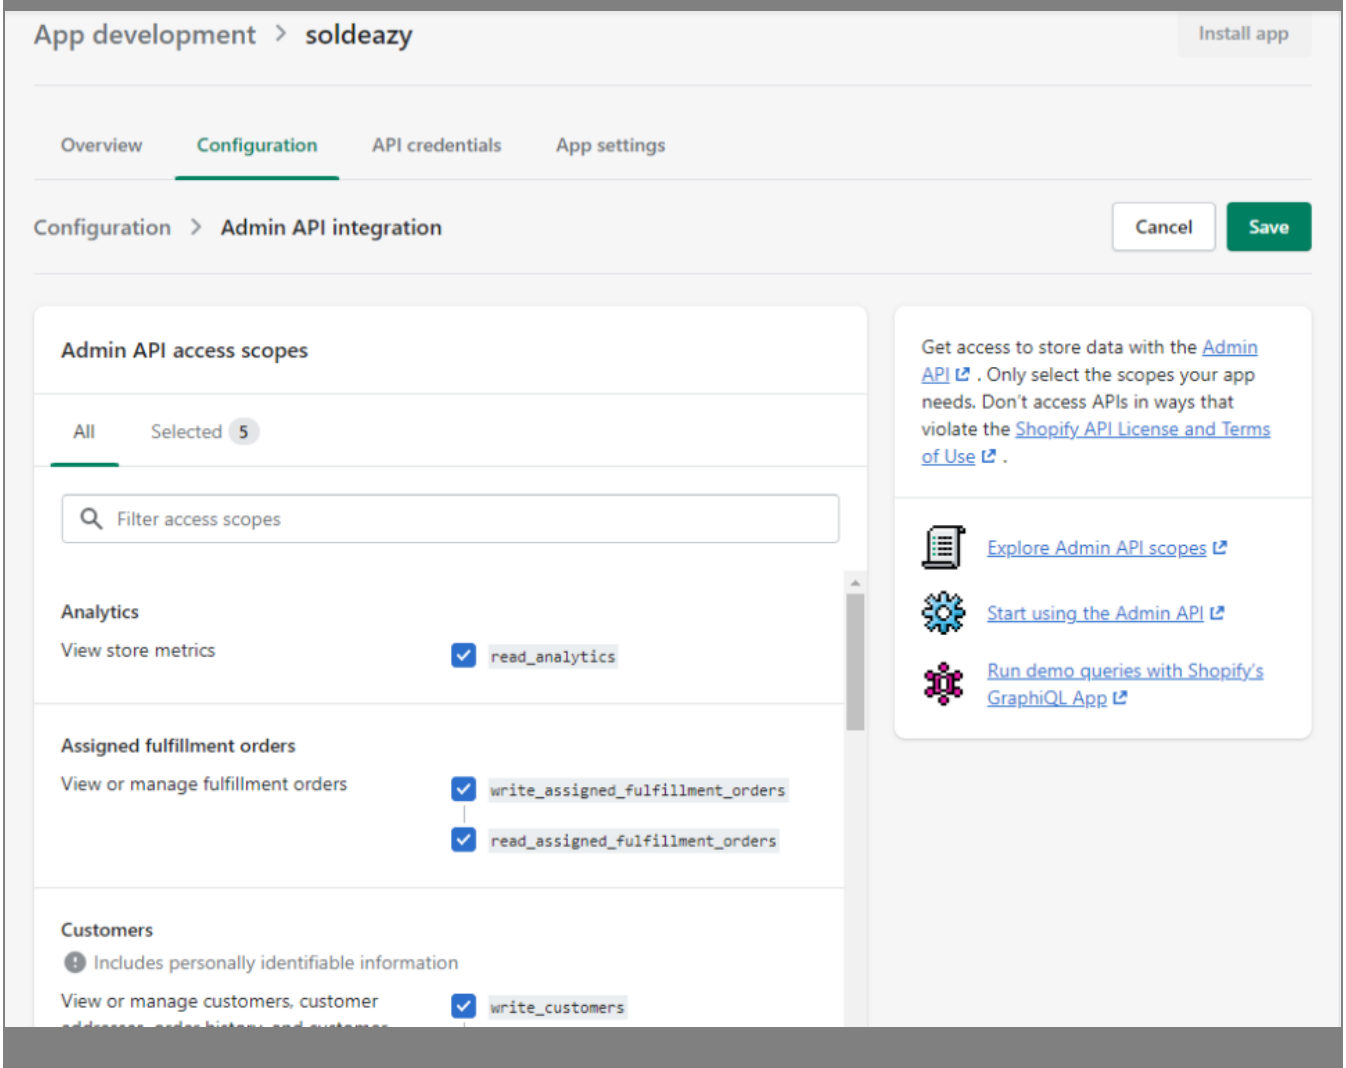 App development > soldeazy
Install app
Overview
Configuration
API credentials
App settings
Configuration > Admin API integration
Cancel
Save
Admin API access scopes
All
Selected 5
Filter access scopes
Analytics
View store metrics
read_analytics
Assigned fulfillment orders
View or manage fulfillment orders
write_assigned_fulfillment_orders
read_assigned_fulfillment_orders
Customers
Includes personally identifiable information
View or manage customers, customer
addresses, order history, and customer
write_customers
Get access to store data with the Admin
API . Only select the scopes your app
needs. Don't access APIs in ways that
violate the Shopify API License and Terms
of Use .
Explore Admin API scopes
Start using the Admin API
Run demo queries with Shopify's
GraphiQL App